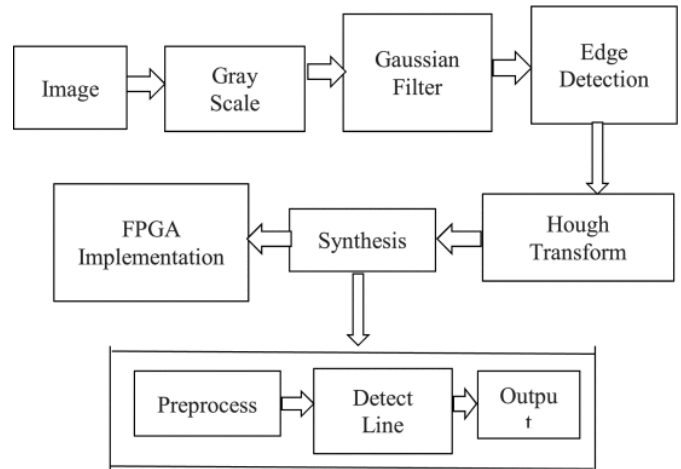 Image
Gray
Scale
Gaussian
Filter
Edge
Detection
FPGA
Implementation
Synthesis
Hough
Transform
Preprocess
Detect
Line
Outpu
t